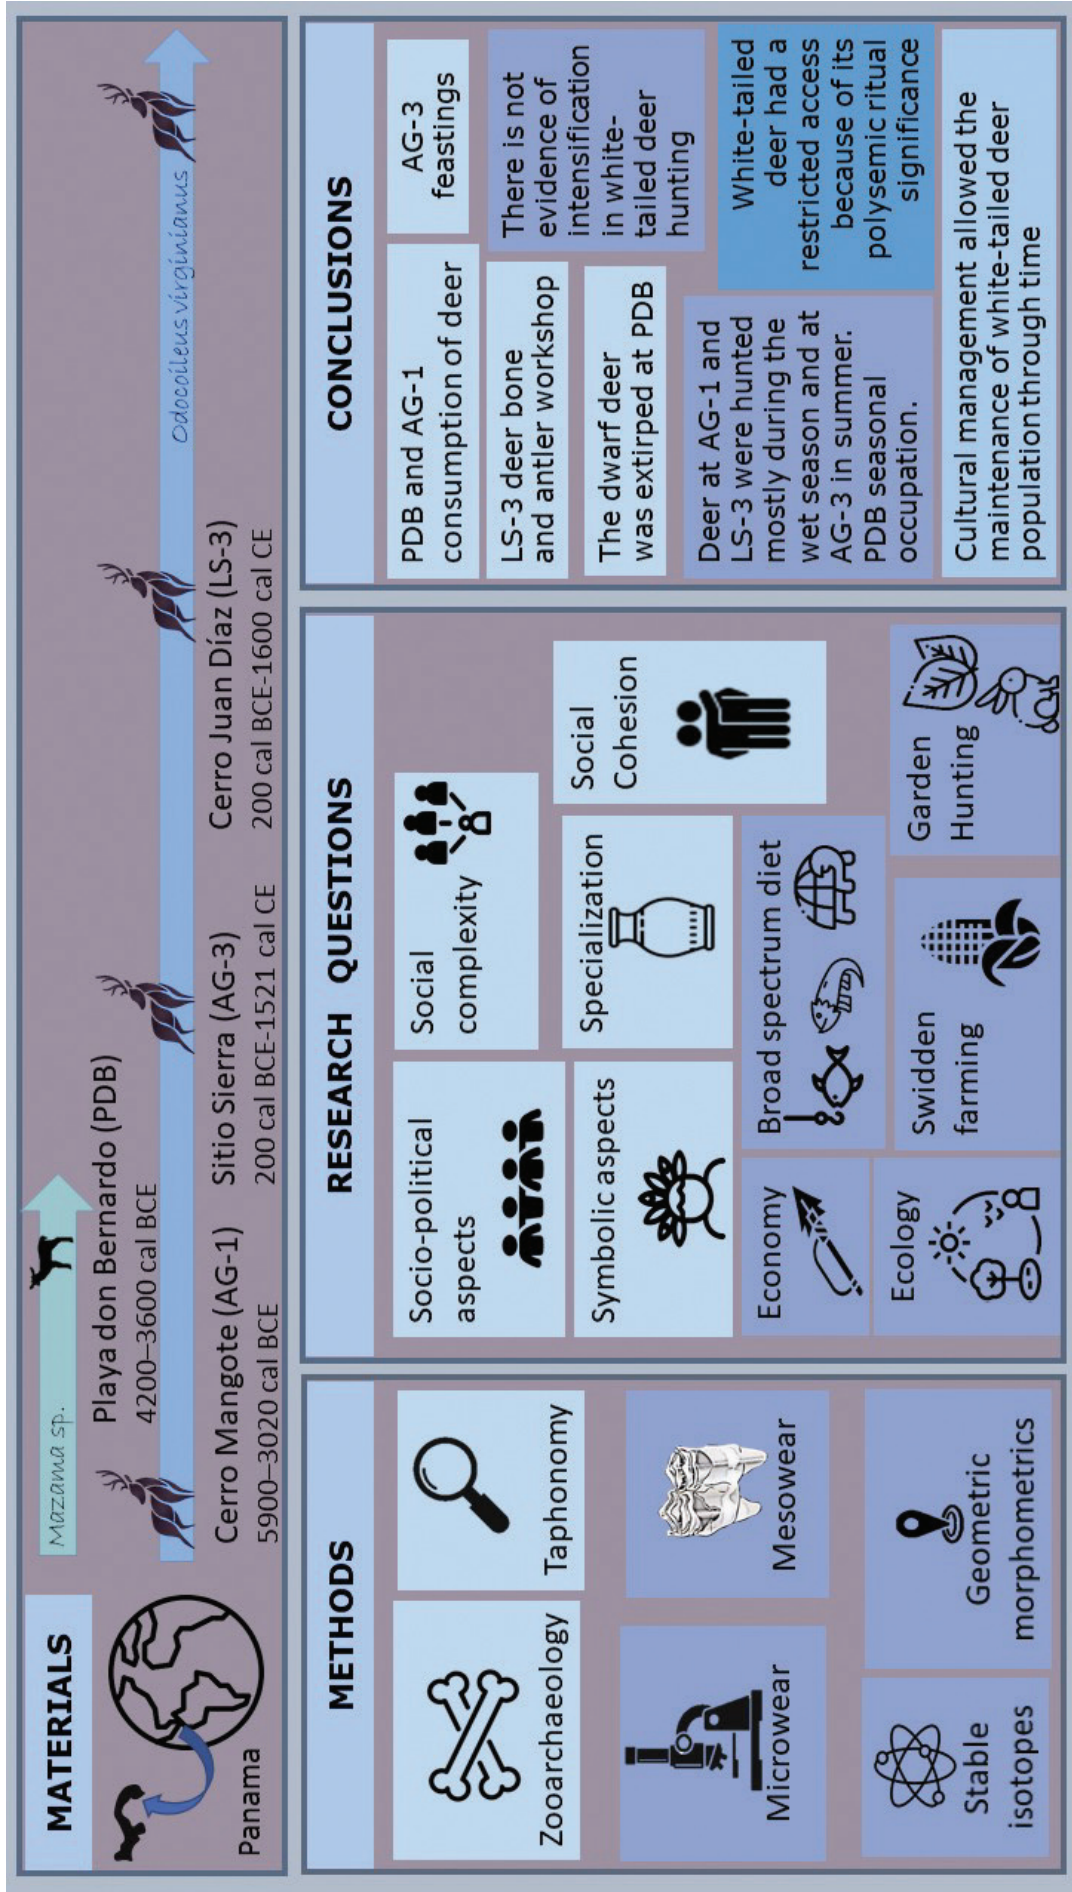 MATERIALS
Panama
Mazama sp.
Playa don Bernardo (PDB)
4200–3600 cal BCE
Odocoileus virginianus
Cerro Mangote (AG-1)
5900–3020 cal BCE
Sitio Sierra (AG-3)
200 cal BCE-1521 cal CE
Cerro Juan Díaz (LS-3)
200 cal BCE-1600 cal CE
METHODS
Zooarchaeology
Taphonomy
Microwear
Mesowear
Stable
isotopes
Geometric
morphometrics
RESEARCH QUESTIONS
Socio-political
aspects
Social
complexity
Symbolic aspects
Specialization
Social
Cohesion
Economy
Broad spectrum diet
Ecology
Swidden
farming
Garden
Hunting
CONCLUSIONS
PDB and AG-1
consumption of deer
AG-3
feastings
LS-3 deer bone
and antler workshop
There is not
evidence of
intensification
in white-
tailed deer
hunting
The dwarf deer
was extirped at PDB
Deer at AG-1 and
LS-3 were hunted
mostly during the
wet season and at
AG-3 in summer.
PDB seasonal
occupation.
White-tailed
deer had a
restricted access
because of its
polysemic ritual
significance
Cultural management allowed the
maintenance of white-tailed deer
population through time